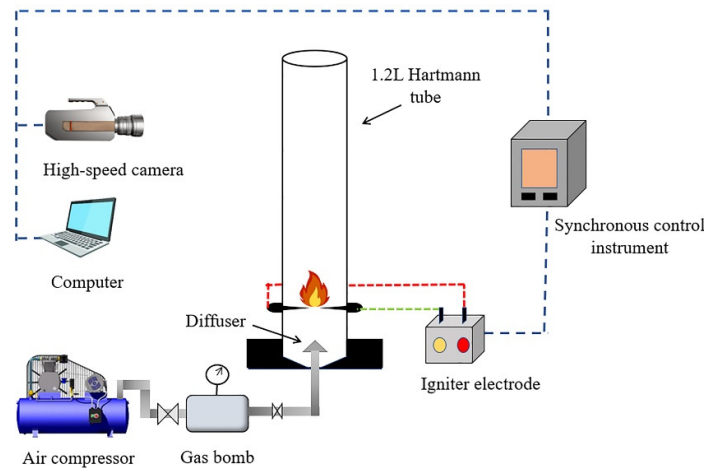 1.2L Hartmann
tube
High-speed camera
Synchronous control
instrument
Computer
Diffuser
Igniter electrode
Air compressor
Gas bomb